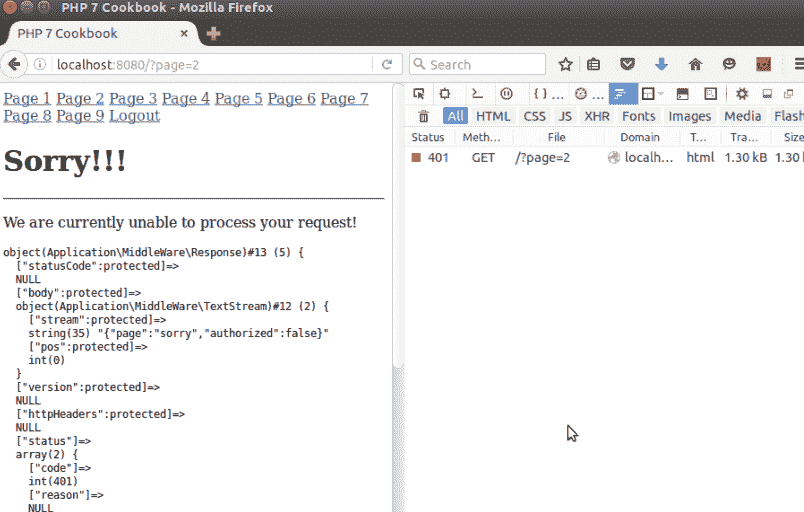 PHP 7 Cookbook - Mozilla Firefox
PHP 7 Cookbook
localhost:8080/?page=2
Search
Page 1 Page 2 Page 3 Page 4 Page 5 Page 6 Page 7
Page 8 Page 9 Logout
Sorry!!!
We are currently unable to process your request!
object(Application\MiddleWare\Response)#13 (5) {
["statusCode":protected]=>
NULL
["body":protected]=>
object(Application\MiddleWare\TextStream)#12 (2) {
["stream":protected]=>
string(35) "{"page":"sorry","authorized":false}"
["pos":protected]=>
int(0)
}
["version":protected]=>
NULL
["httpHeaders":protected]=>
NULL
["status"]=>
array(2) {
["code"]=>
int(401)
["reason"]=>
NULL
{ } ...
...
All HTML CSS JS XHR Fonts Images Media Flash
Status Meth... File Domain T... Tra... Size
401 GET /?page=2 localh... html 1.30 kB 1.30